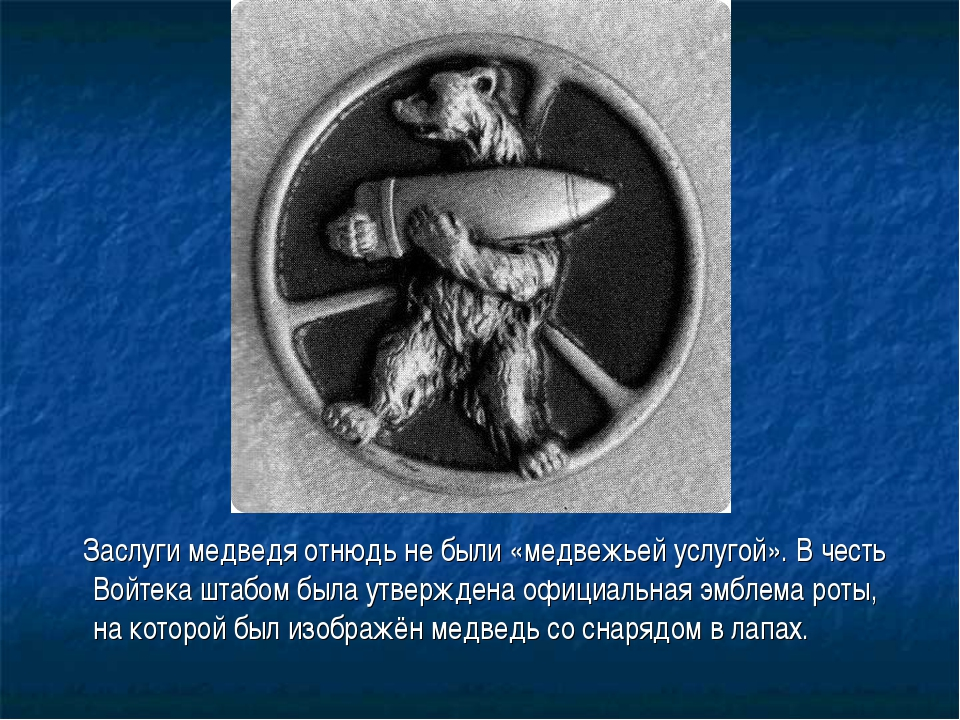 Заслуги медведя отнюдь не были «медвежьей услугой». В честь
Войтека штабом была утверждена официальная эмблема роты,
на которой был изображён медведь со снарядом в лапах.